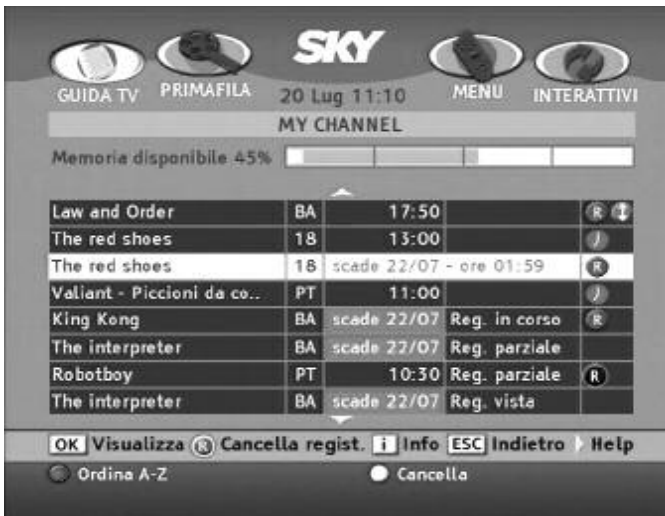 SKY
GUIDA TV PRIMAFILA 20 Lug 11:10 MENU INTERATTIVI
MY CHANNEL
Memoria disponibile 45%
Law and Order BA 17:50 R
The red shoes 18 13:00
The red shoes 18 scade 22/07 - ore 01:59 R
Valiant - Piccioni da co.. PT 11:00
King Kong BA scade 22/07 Reg. in corso R
The interpreter BA scade 22/07 Reg. parziale
Robotboy PT 10:30 Reg. parziale R
The interpreter BA scade 22/07 Reg. vista
OK Visualizza R Cancella regist. i Info ESC Indietro Help
Ordina A-Z Cancella